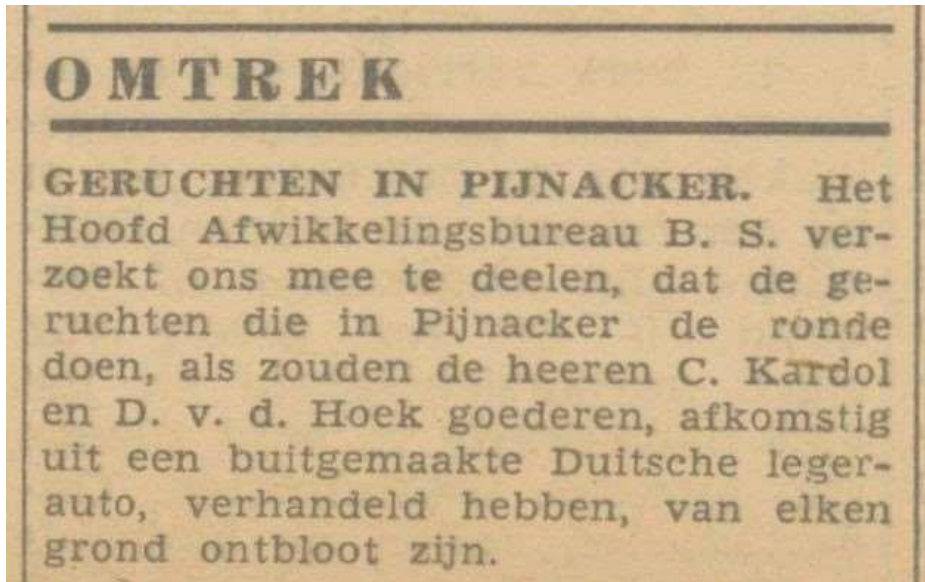 OMTREK
GERUCHTEN IN PIJNACKER. Het
Hoofd Afwikkelingsbureau B. S. ver-
zoekt ons mee te deelen, dat de ge-
ruchten die in Pijnacker de ronde
doen, als zouden de heeren C. Kardol
en D. v. d. Hoek goederen, afkomstig
uit een buitgemaakte Duitsche leger-
auto, verhandeld hebben, van elken
grond ontbloot zijn.